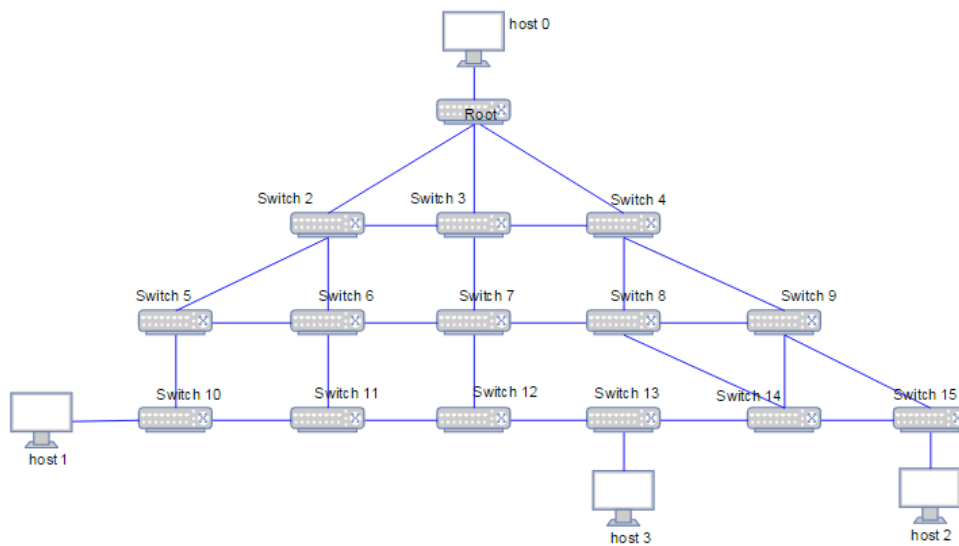 host 0
Root
Switch 2
Switch 3
Switch 4
Switch 5
Switch 6
Switch 7
Switch 8
Switch 9
Switch 10
Switch 11
Switch 12
Switch 13
Switch 14
Switch 15
host 1
host 3
host 2